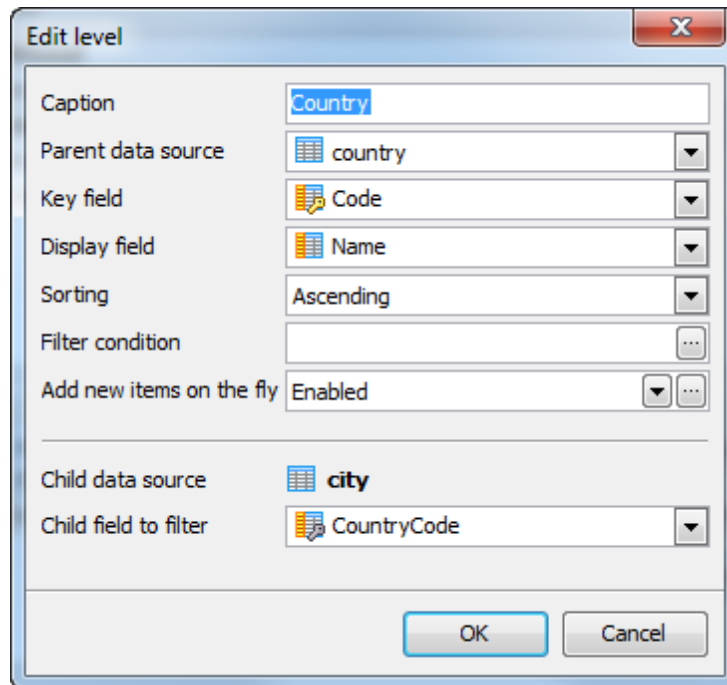 Edit level
Caption Country
Parent data source country
Key field Code
Display field Name
Sorting Ascending
Filter condition
Add new items on the fly Enabled
Child data source city
Child field to filter CountryCode
OK Cancel